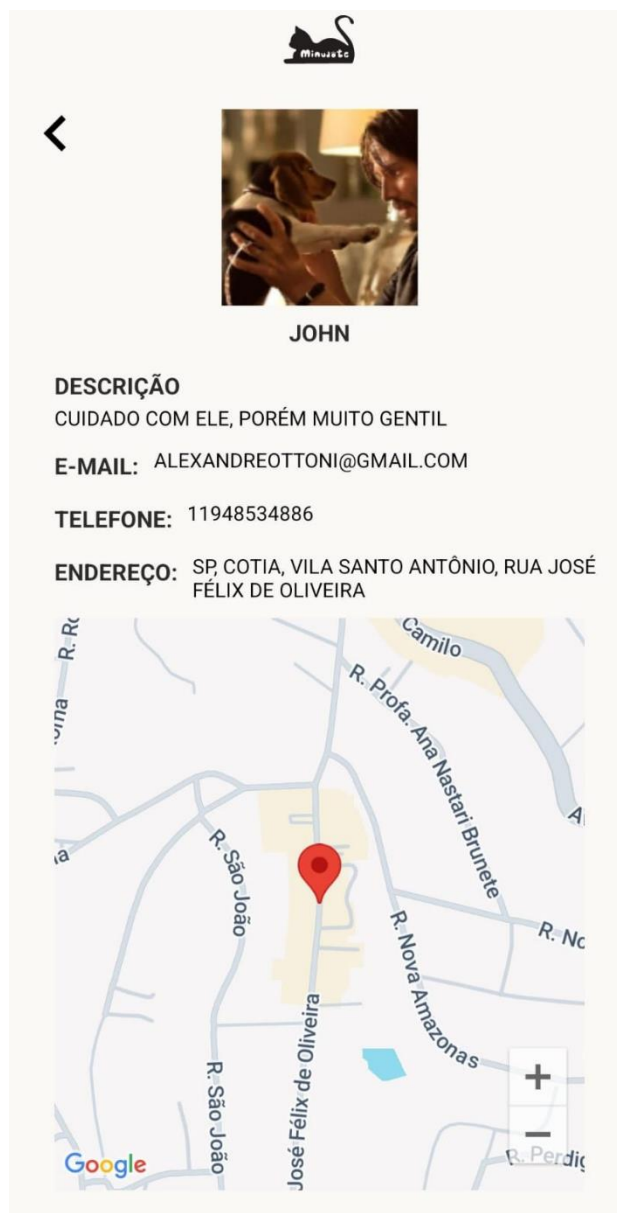 Minusete
JOHN
DESCRIÇÃO
CUIDADO COM ELE, PORÉM MUITO GENTIL
E-MAIL: ALEXANDREOTTONI@GMAIL.COM
TELEFONE: 11948534886
ENDEREÇO: SP, COTIA, VILA SANTO ANTÔNIO, RUA JOSÉ
FÉLIX DE OLIVEIRA
Camilo
R. Profa. Ana Nastari Brunete
R. São João
R. Nova Amazonas
José Félix de Oliveira
R. São João
+
−
Google